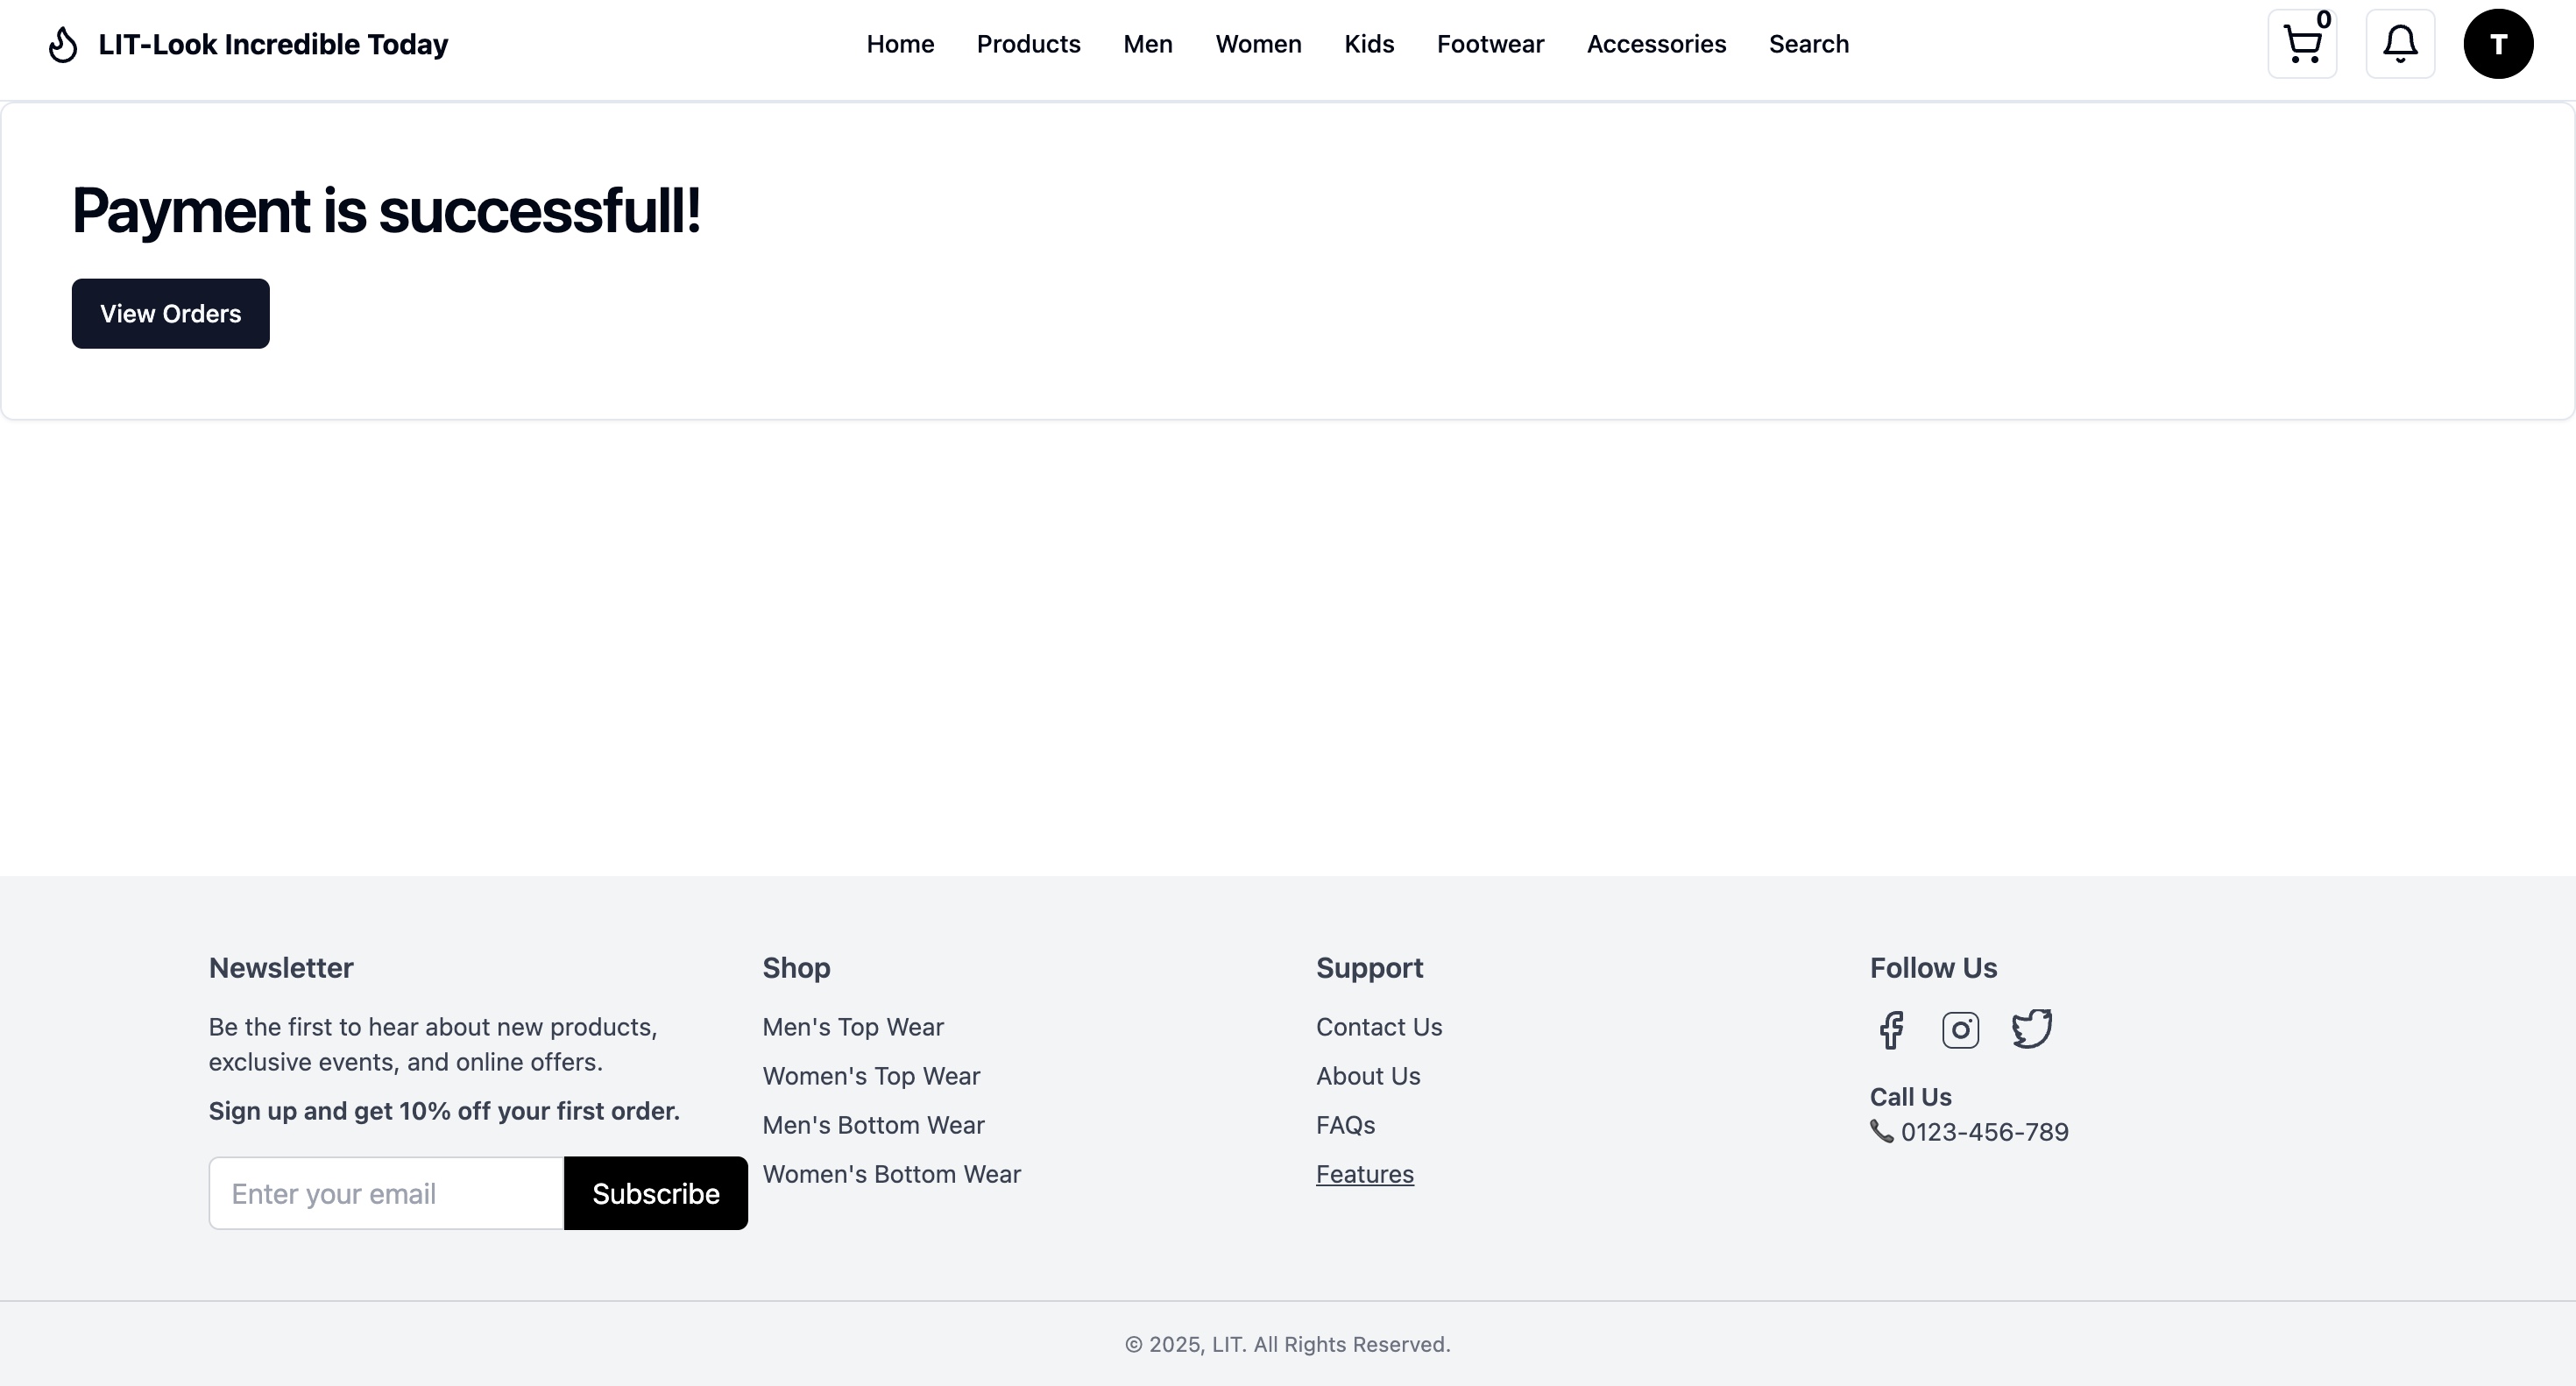 LIT-Look Incredible Today
Home Products Men Women Kids Footwear Accessories Search
0
T
Payment is successfull!
View Orders
Newsletter
Be the first to hear about new products,
exclusive events, and online offers.
Sign up and get 10% off your first order.
Enter your email
Subscribe
Shop
Men's Top Wear
Women's Top Wear
Men's Bottom Wear
Women's Bottom Wear
Support
Contact Us
About Us
FAQs
Features
Follow Us
Call Us
📞 0123-456-789
© 2025, LIT. All Rights Reserved.